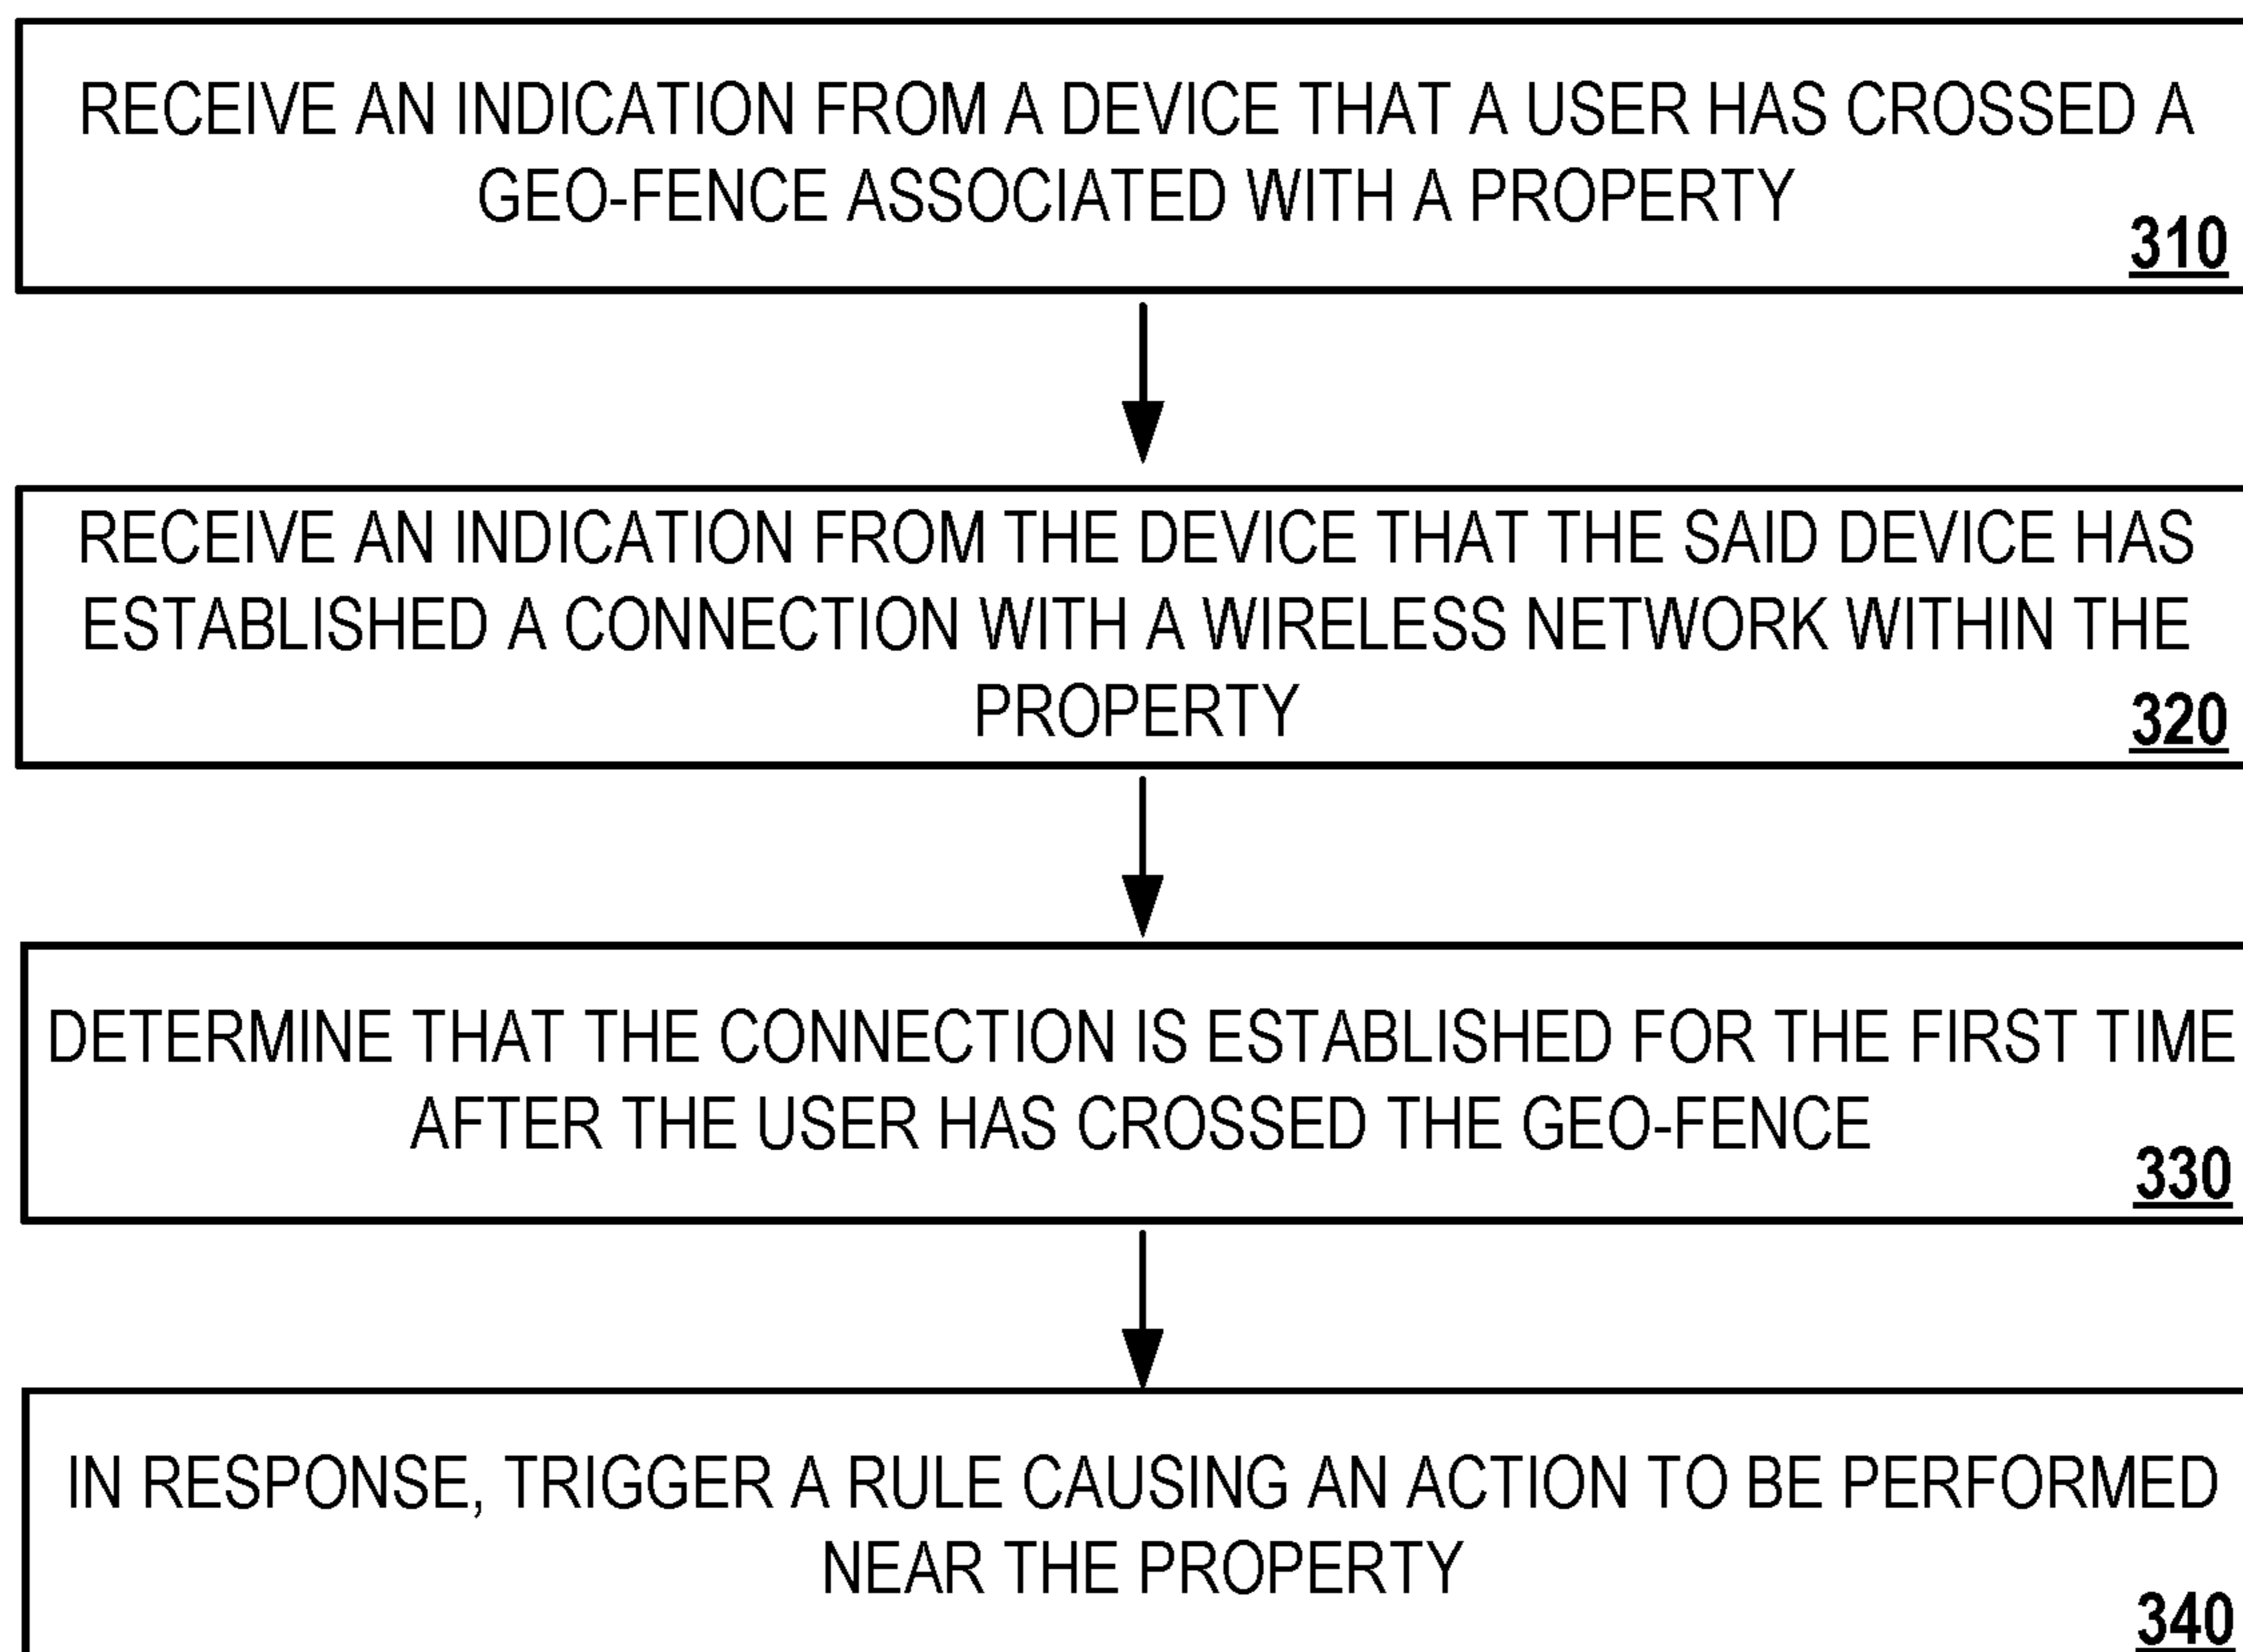 RECEIVE AN INDICATION FROM A DEVICE THAT A USER HAS CROSSED A
GEO-FENCE ASSOCIATED WITH A PROPERTY
310
RECEIVE AN INDICATION FROM THE DEVICE THAT THE SAID DEVICE HAS
ESTABLISHED A CONNECTION WITH A WIRELESS NETWORK WITHIN THE
PROPERTY
320
DETERMINE THAT THE CONNECTION IS ESTABLISHED FOR THE FIRST TIME
AFTER THE USER HAS CROSSED THE GEO-FENCE
330
IN RESPONSE, TRIGGER A RULE CAUSING AN ACTION TO BE PERFORMED
NEAR THE PROPERTY
340